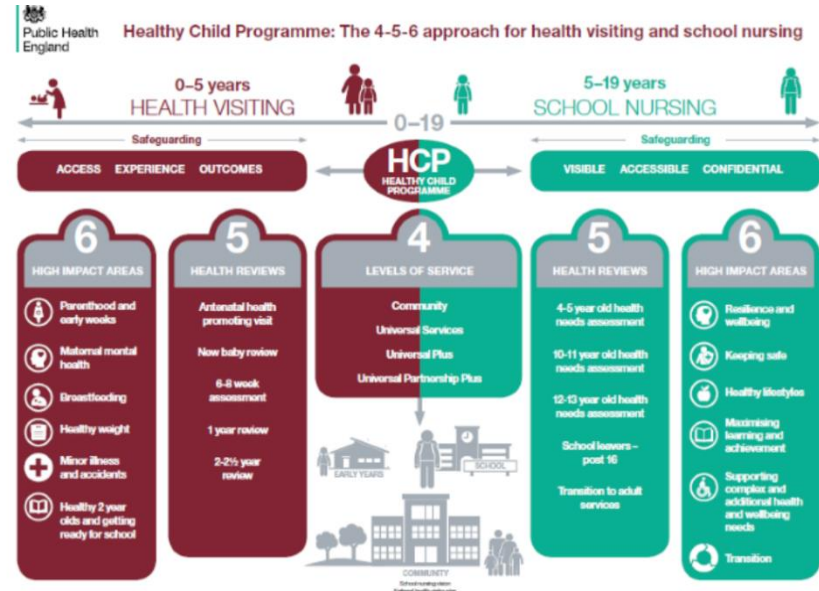 Public Health
England
Healthy Child Programme: The 4-5-6 approach for health visiting and school nursing
0–5 years
HEALTH VISITING
5–19 years
SCHOOL NURSING
0–19
Safeguarding
Safeguarding
ACCESS EXPERIENCE OUTCOMES
HCP
HEALTHY CHILD
PROGRAMME
VISIBLE ACCESSIBLE CONFIDENTIAL
6
HIGH IMPACT AREAS
Parenthood and
early weeks
Maternal mental
health
Breastfeeding
Healthy weight
Minor illness
and accidents
Healthy 2 year
olds and getting
ready for school
5
HEALTH REVIEWS
Antenatal health
promoting visit
New baby review
6-8 week
assessment
1 year review
2-2½ year
review
4
LEVELS OF SERVICE
Community
Universal Services
Universal Plus
Universal Partnership Plus
EARLY YEARS
SCHOOL
COMMUNITY
School nursing vision
5
HEALTH REVIEWS
4-5 year old health
needs assessment
10-11 year old health
needs assessment
12-13 year old health
needs assessment
School leavers –
post 16
Transition to adult
services
6
HIGH IMPACT AREAS
Resilience and
wellbeing
Keeping safe
Healthy lifestyles
Maximising
learning and
achievement
Supporting
complex and
additional health
and wellbeing
needs
Transition